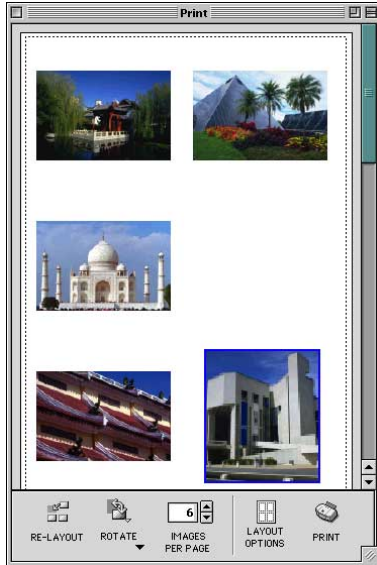 Print
6
RE-LAYOUT
ROTATE
IMAGES
PER PAGE
LAYOUT
OPTIONS
PRINT